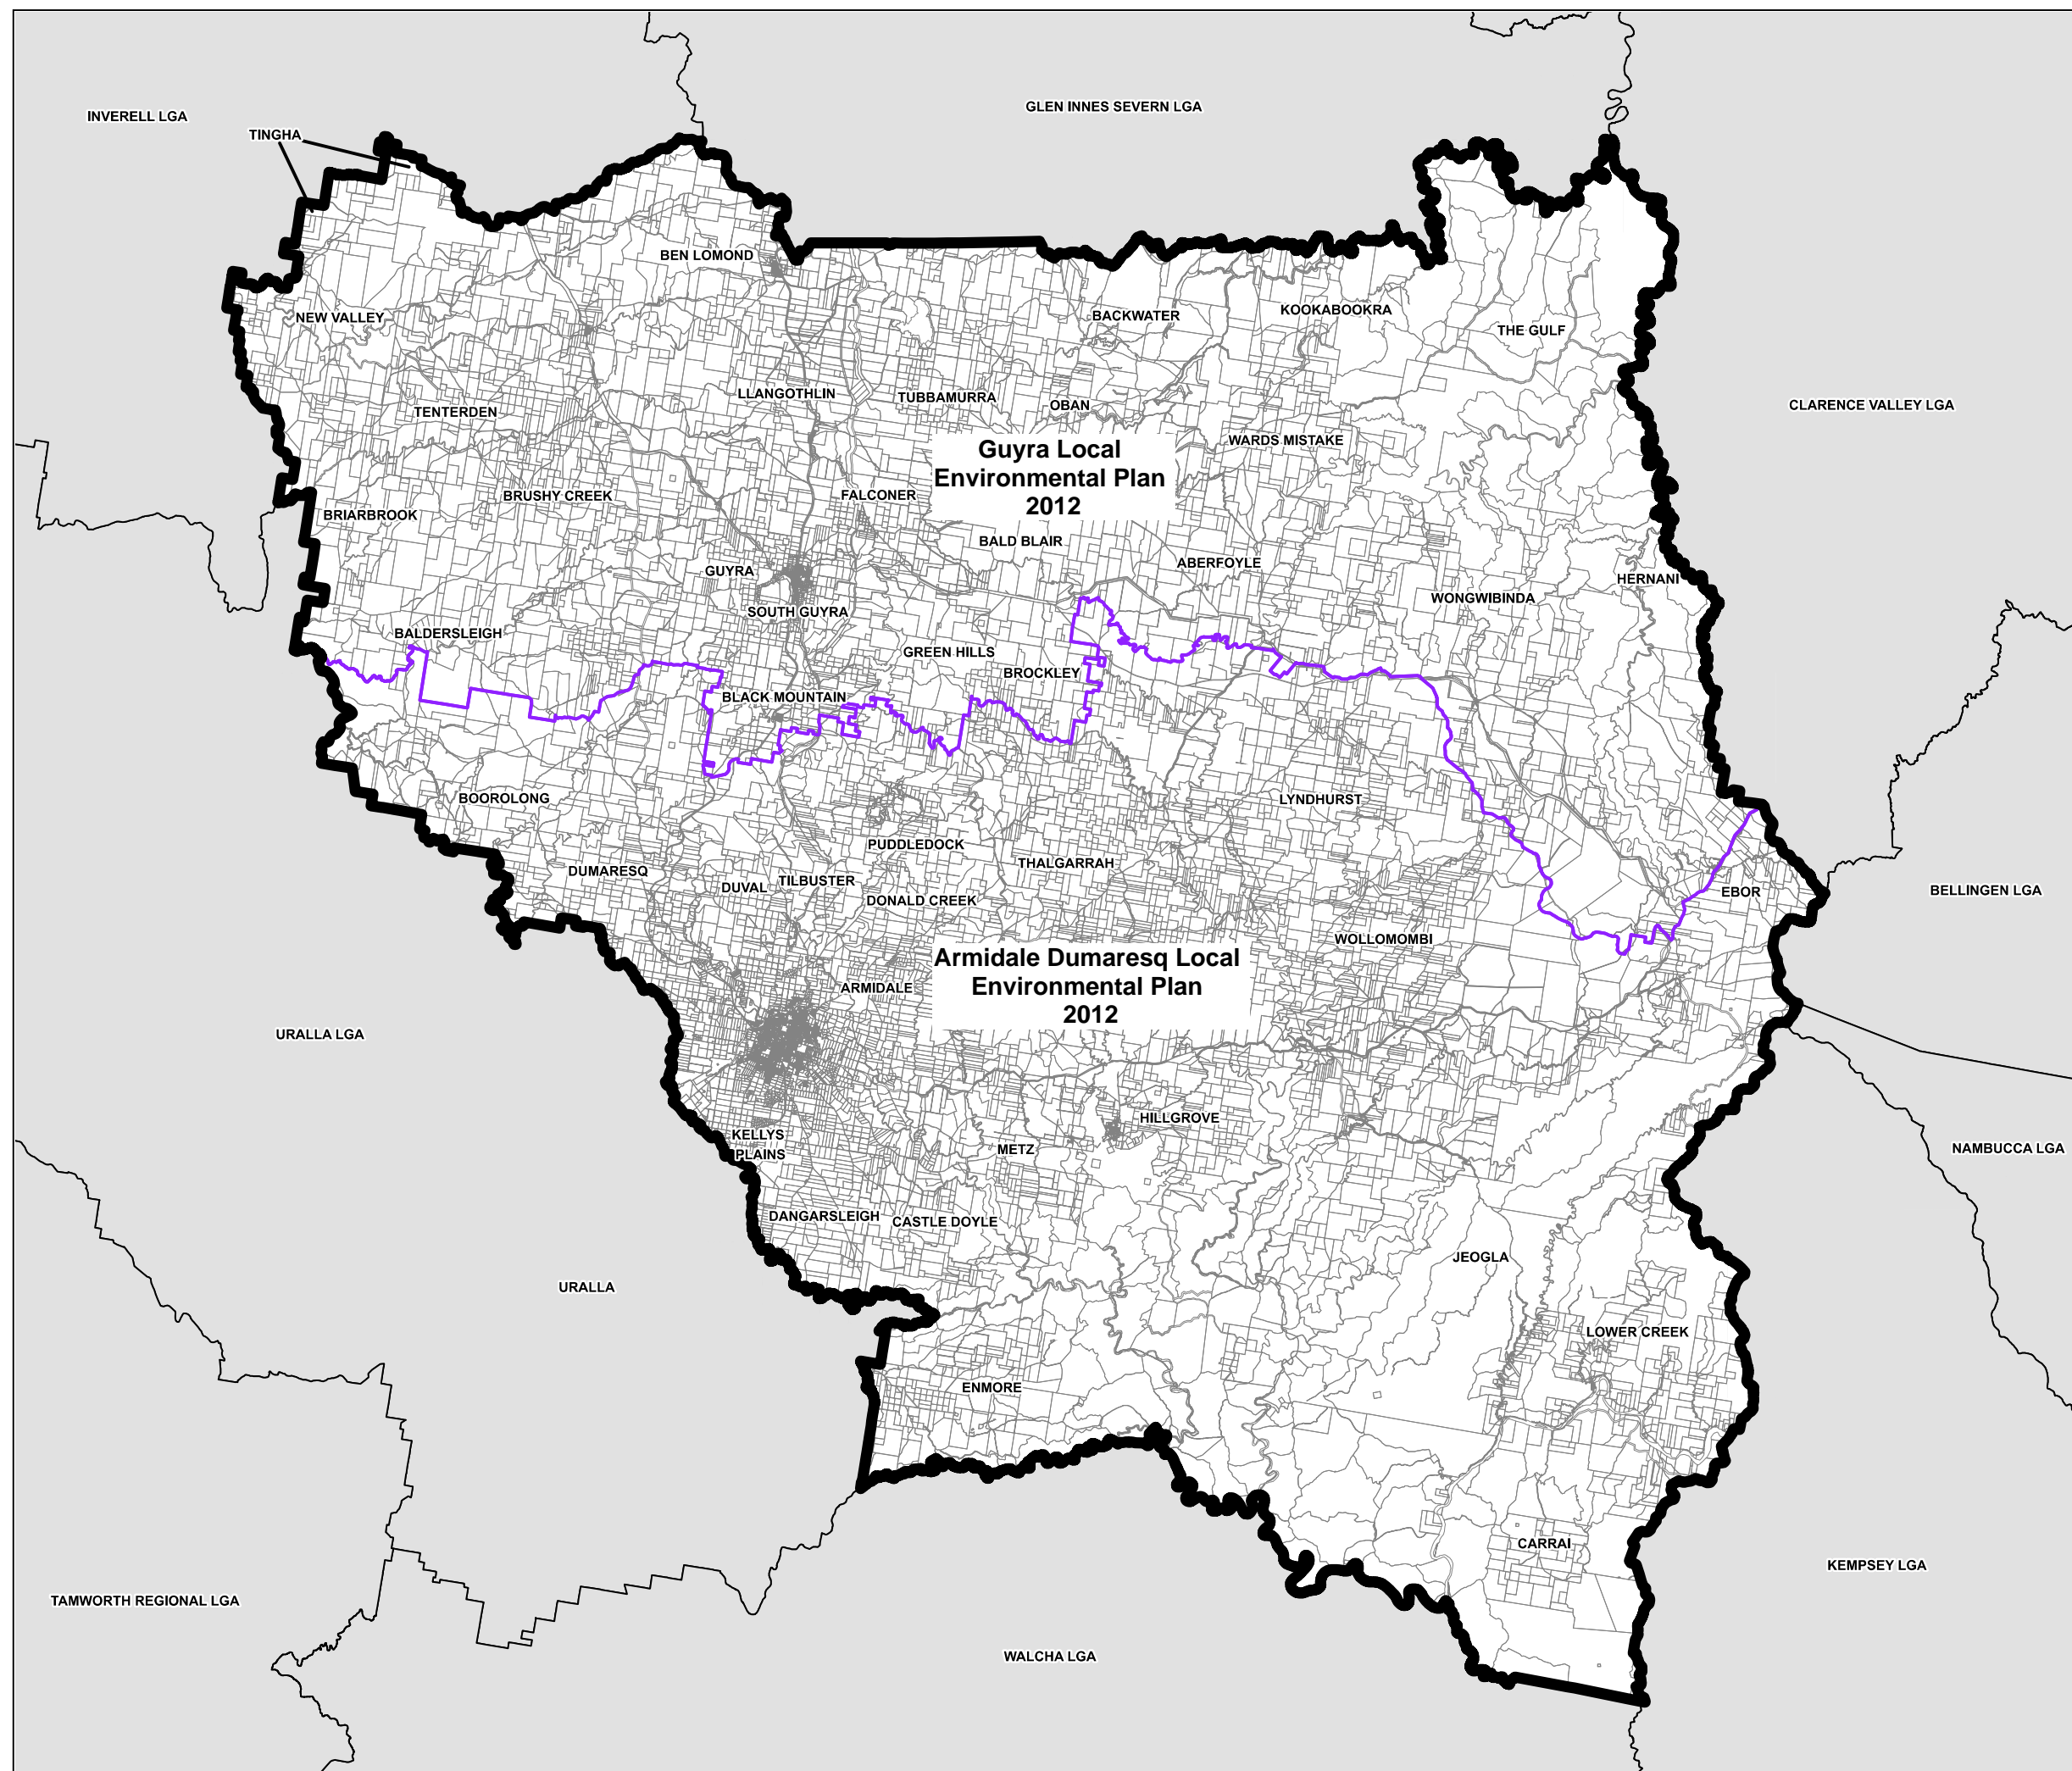 GLEN INNES SEVERN LGA
INVERELL LGA
TINGHA
BEN LOMOND
KOOKABOOKRA
BACKWATER
NEW VALLEY
THE GULF
LLANGOTHLIN
TUBBAMURRA
OBAN
CLARENCE VALLEY LGA
TENTERDEN
WARDS MISTAKE
Guyra Local
Environmental Plan
2012
BRUSHY CREEK
FALCONER
BRIARBROOK
BALD BLAIR
ABERFOYLE
GUYRA
HERNANI
WONGWIBINDA
SOUTH GUYRA
BALDERSLEIGH
GREEN HILLS
BROCKLEY
BLACK MOUNTAIN
BOOROLONG
LYNDHURST
PUDDLEDOCK
THALGARRAH
DUMARESQ
TILBUSTER
DUVAL
EBOR
BELLINGEN LGA
DONALD CREEK
WOLLOMOMBI
Armidale Dumaresq Local
Environmental Plan
2012
ARMIDALE
URALLA LGA
HILLGROVE
KELLYS
PLAINS
METZ
NAMBUCCA LGA
DANGARSLEIGH
CASTLE DOYLE
JEOGLA
URALLA
LOWER CREEK
ENMORE
CARRAI
KEMPSEY LGA
TAMWORTH REGIONAL LGA
WALCHA LGA